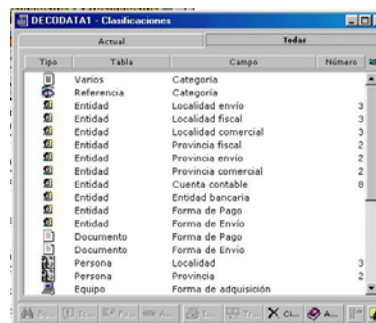 DECODATA1 - Clasificaciones
Actual Todas
Tipo Tabla Campo Número
Varios Categoría
Referencia Categoría
Entidad Localidad envío 3
Entidad Localidad fiscal 3
Entidad Localidad comercial 3
Entidad Provincia fiscal 2
Entidad Provincia envío 2
Entidad Provincia comercial 2
Entidad Cuenta contable 8
Entidad Entidad bancaria
Entidad Forma de Pago
Entidad Forma de Envío
Documento Forma de Pago
Documento Forma de Envio
Persona Localidad 3
Persona Provincia 2
Equipo Forma de adquisición
I... Tr... Ci... A...